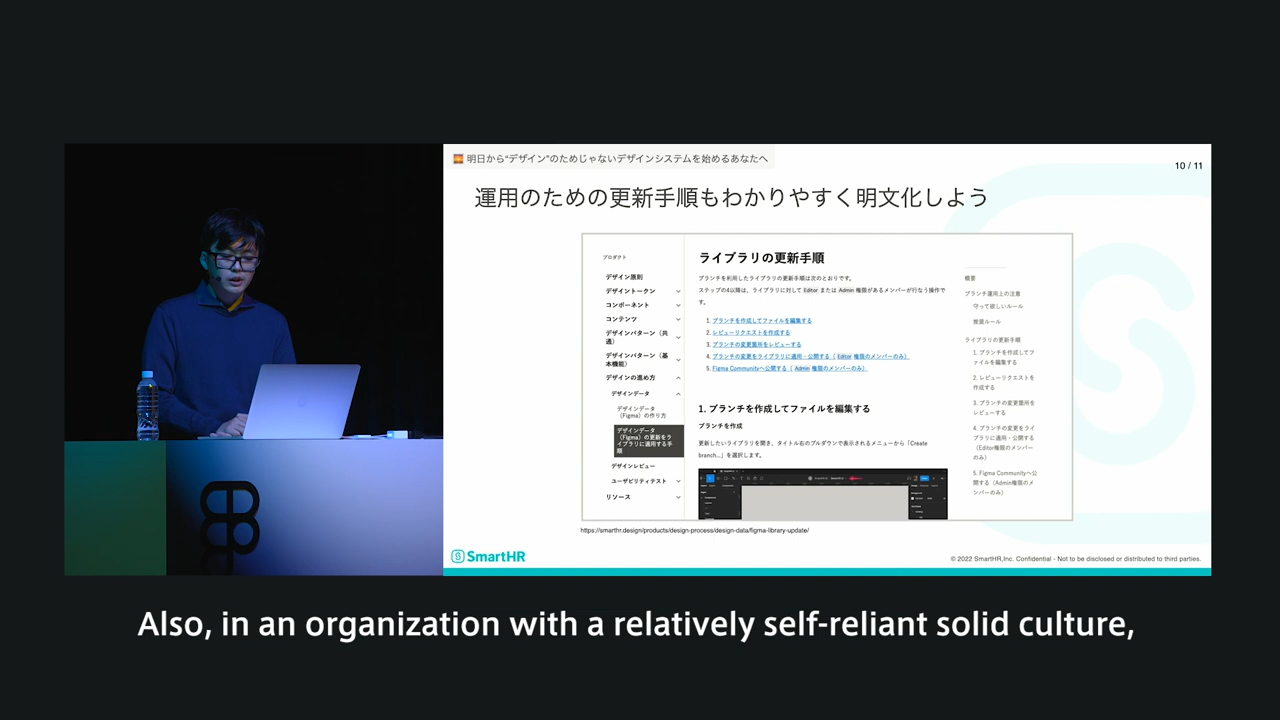 明日から“デザイン”のためじゃないデザインシステムを始めるあなたへ
10 / 11
運用のための更新手順もわかりやすく明文化しよう
プロダクト
デザイン原則
デザイントークン
コンポーネント
コンテンツ
デザインパターン（共
通）
デザインパターン（基
本機能）
デザインの進め方
デザインデータ
デザインデータ
（Figma）の作り方
デザインデータ
（Figma）の更新をラ
イブラリに適用する手
順
デザインレビュー
ユーザビリティテスト
リソース
ライブラリの更新手順
ブランチを利用したライブラリの更新手順は次のとおりです。
ステップの4以降は、ライブラリに対して Editor または Admin 権限があるメンバーが行なう操作で
す。
1. ブランチを作成してファイルを編集する
2. レビューリクエストを作成する
3. ブランチの変更箇所をレビューする
4. ブランチの変更をライブラリに適用・公開する（ Editor 権限のメンバーのみ）
5. Figma Communityへ公開する（ Admin 権限のメンバーのみ）
1. ブランチを作成してファイルを編集する
ブランチを作成
更新したいライブラリを開き、タイトル右のプルダウンで表示されるメニューから「Create
branch...」を選択します。
概要
ブランチ運用上の注意
守って欲しいルール
推奨ルール
ライブラリの更新手順
1. ブランチを作成してフ
ァイルを編集する
2. レビューリクエストを
作成する
3. ブランチの変更箇所をレ
ビューする
4. ブランチの変更をライ
ブラリに適用・公開する
（Editor権限のメンバー
のみ）
5. Figma Communityへ公
開する（Admin権限のメ
ンバーのみ）
https://smarthr.design/products/design-process/design-data/figma-library-update/
SmartHR
© 2022 SmartHR,Inc. Confidential - Not to be disclosed or distributed to third parties.
Also, in an organization with a relatively self-reliant solid culture,